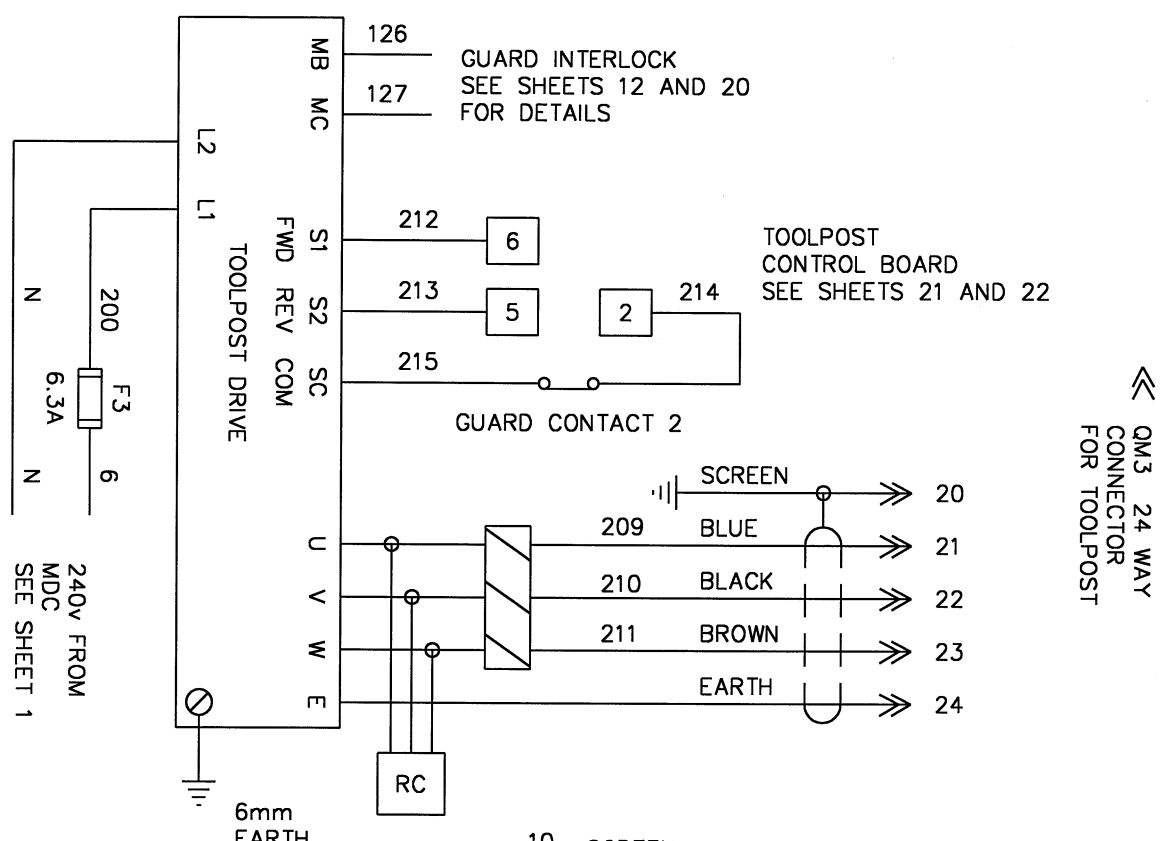 126
MB
GUARD INTERLOCK
SEE SHEETS 12 AND 20
FOR DETAILS
127
MC
L2
L1
TOOLPOST DRIVE
FWD
S1
212
6
REV
S2
213
5
2
214
COM
SC
215
GUARD CONTACT 2
TOOLPOST
CONTROL BOARD
SEE SHEETS 21 AND 22
N
200
F3
6.3A
N
6
240v FROM
MDC
SEE SHEET 1
QM3 24 WAY
CONNECTOR
FOR TOOLPOST
SCREEN
20
U
209
BLUE
21
V
210
BLACK
22
W
211
BROWN
23
E
EARTH
24
RC
6mm
EARTH
10